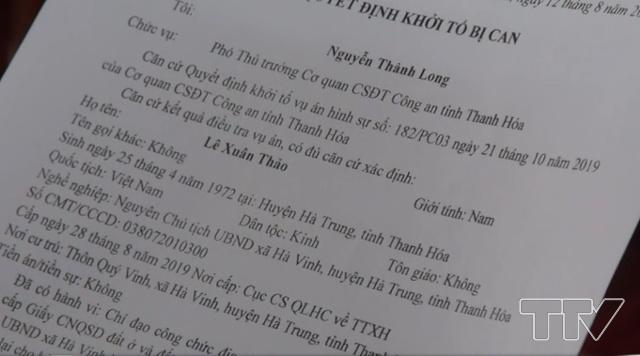 ngày 12 tháng 8 năm 20
YẾT ĐỊNH KHỞI TỐ BỊ CAN
Tôi:
Nguyễn Thành Long
Chức vụ:
Phó Thủ trưởng Cơ quan CSĐT Công an tỉnh Thanh Hóa
Căn cứ Quyết định khởi tố vụ án hình sự số: 182/PC03 ngày 21 tháng 10 năm 2019
của Cơ quan CSĐT Công an tỉnh Thanh Hóa
Căn cứ kết quả điều tra vụ án, có đủ căn cứ xác định:
Họ tên:
Lê Xuân Thảo
Giới tính: Nam
Tên gọi khác: Không
Sinh ngày 25 tháng 4 năm 1972 tại: Huyện Hà Trung, tỉnh Thanh Hóa
Quốc tịch: Việt Nam
Dân tộc: Kinh
Tôn giáo: Không
Nghề nghiệp: Nguyên Chủ tịch UBND xã Hà Vinh, huyện Hà Trung, tỉnh Thanh Hóa
Số CMT/CCCD: 038072010300
Cấp ngày 28 tháng 8 năm 2019 Nơi cấp: Cục CS QLHC về TTXH
Nơi cư trú: Thôn Quý Vinh, xã Hà Vinh, huyện Hà Trung, tỉnh Thanh Hóa
Tiền án/tiền sự: Không
Đã có hành vi: Chỉ đạo công chức
cấp Giấy CNQSD đất ở và
UBND xã Hà Vinh
TTV